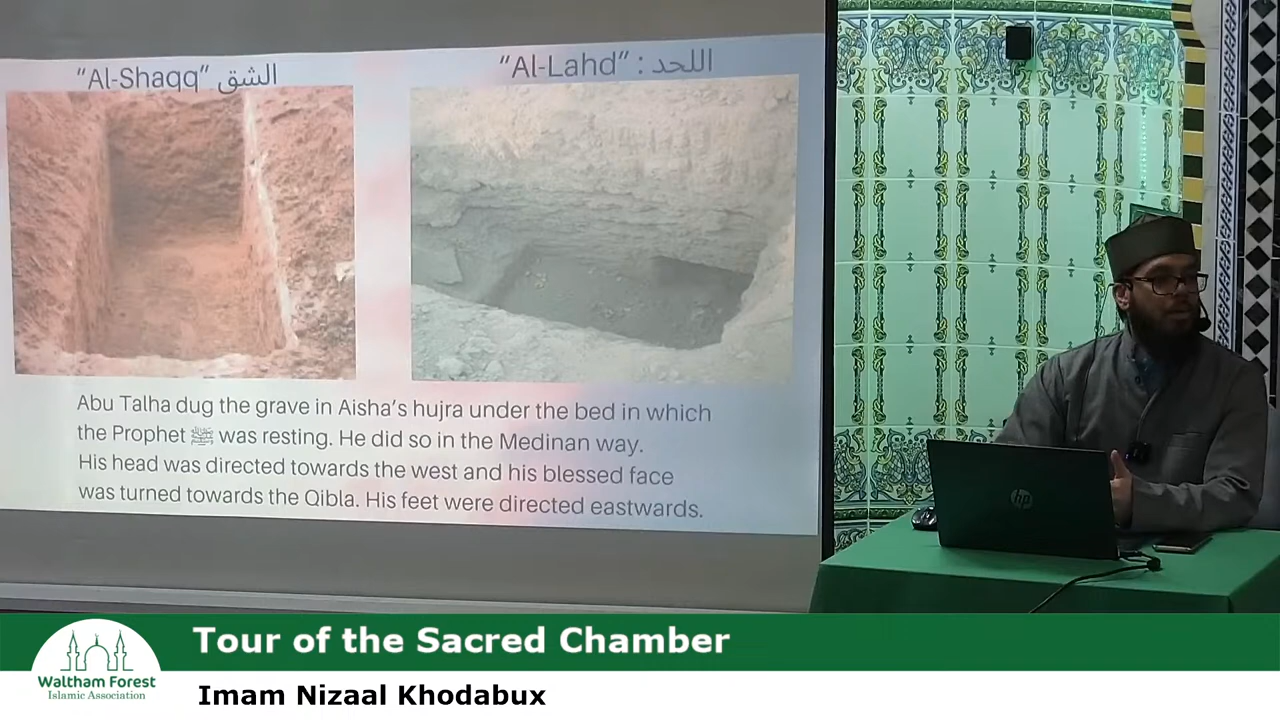 "Al-Shaqq" الشق
"Al-Lahd" : اللحد
Abu Talha dug the grave in Aisha's hujra under the bed in which
the Prophet ﷺ was resting. He did so in the Medinan way.
His head was directed towards the west and his blessed face
was turned towards the Qibla. His feet were directed eastwards.
hp
Tour of the Sacred Chamber
Waltham Forest
Islamic Association
Imam Nizaal Khodabux